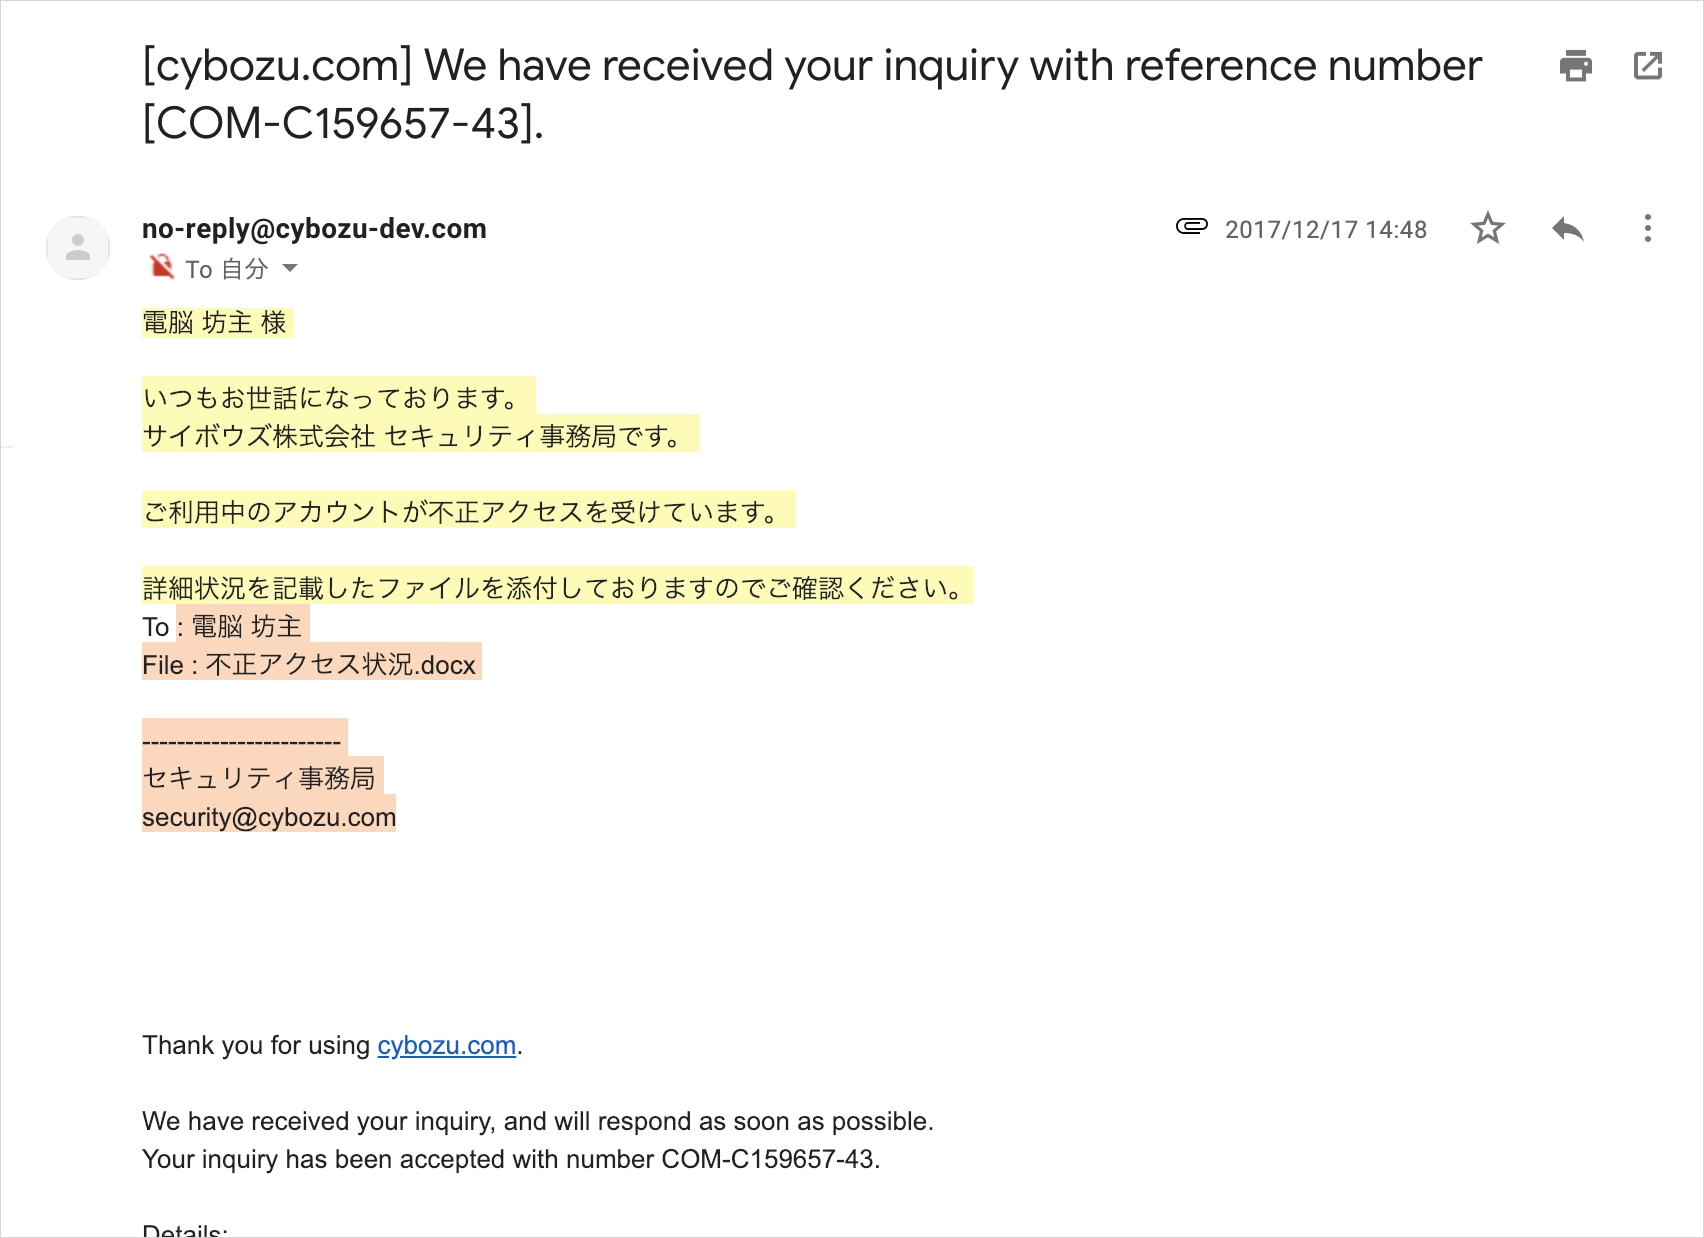 [cybozu.com] We have received your inquiry with reference number
[COM-C159657-43].
no-reply@cybozu-dev.com
2017/12/17 14:48
To 自分
電脳 坊主 様
いつもお世話になっております。
サイボウズ株式会社 セキュリティ事務局です。
ご利用中のアカウントが不正アクセスを受けています。
詳細状況を記載したファイルを添付しておりますのでご確認ください。
To : 電脳 坊主
File : 不正アクセス状況.docx
-----------------------
セキュリティ事務局
security@cybozu.com
Thank you for using cybozu.com.
We have received your inquiry, and will respond as soon as possible.
Your inquiry has been accepted with number COM-C159657-43.
Details: